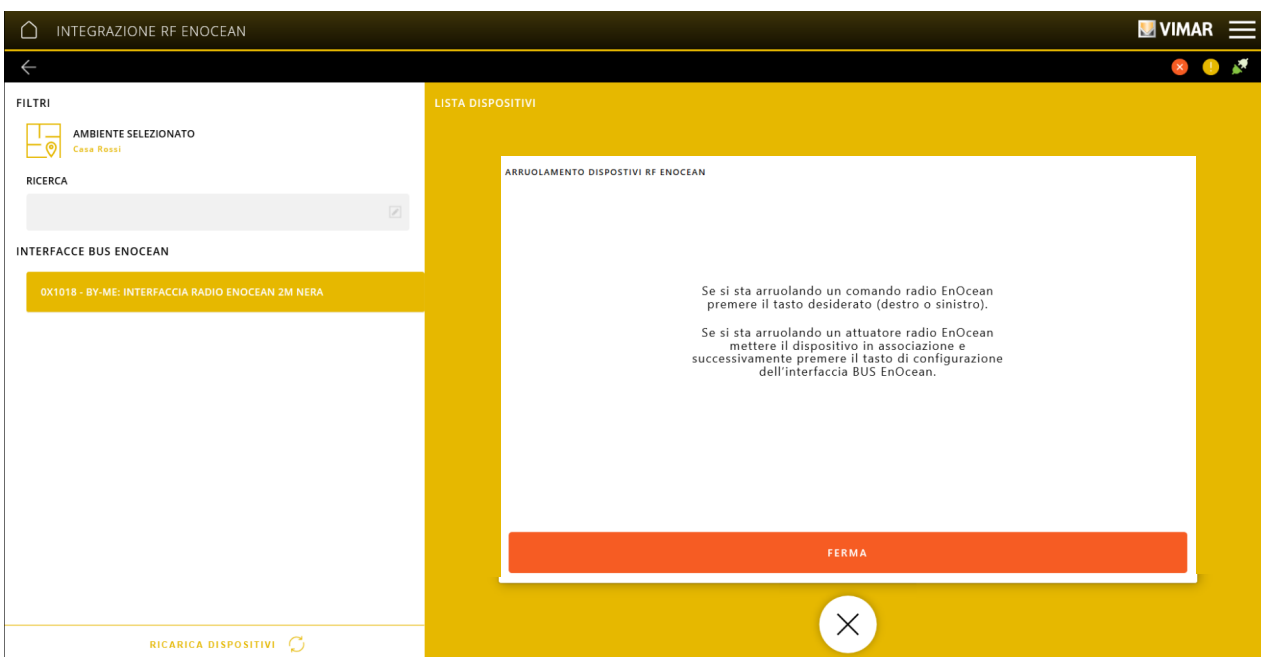 INTEGRAZIONE RF ENOCEAN
VIMAR
FILTRI
AMBIENTE SELEZIONATO
Casa Rossi
RICERCA
INTERFACCE BUS ENOCEAN
0X1018 - BY-ME: INTERFACCIA RADIO ENOCEAN 2M NERA
RICARICA DISPOSITIVI
LISTA DISPOSITIVI
ARRUOLAMENTO DISPOSTIVI RF ENOCEAN
Se si sta arruolando un comando radio EnOcean
premere il tasto desiderato (destro o sinistro).
Se si sta arruolando un attuatore radio EnOcean
mettere il dispositivo in associazione e
successivamente premere il tasto di configurazione
dell'interfaccia BUS EnOcean.
FERMA